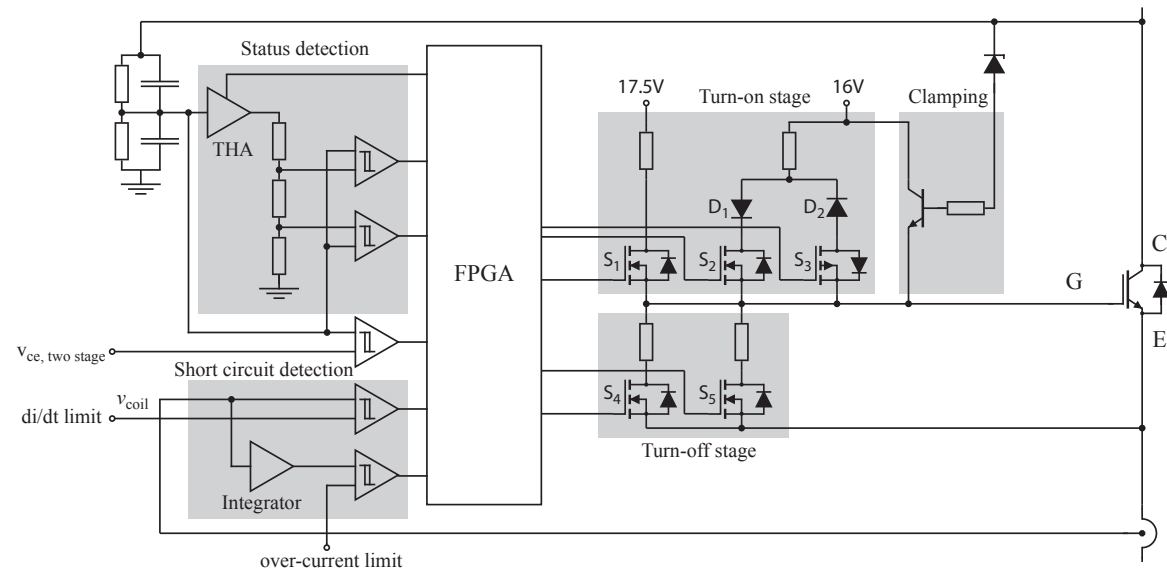 Status detection
THA
17.5V
Turn-on stage
16V
Clamping
D1
D2
S1
S2
S3
FPGA
C
G
E
vce, two stage
Short circuit detection
vcoil
di/dt limit
Integrator
over-current limit
S4
S5
Turn-off stage